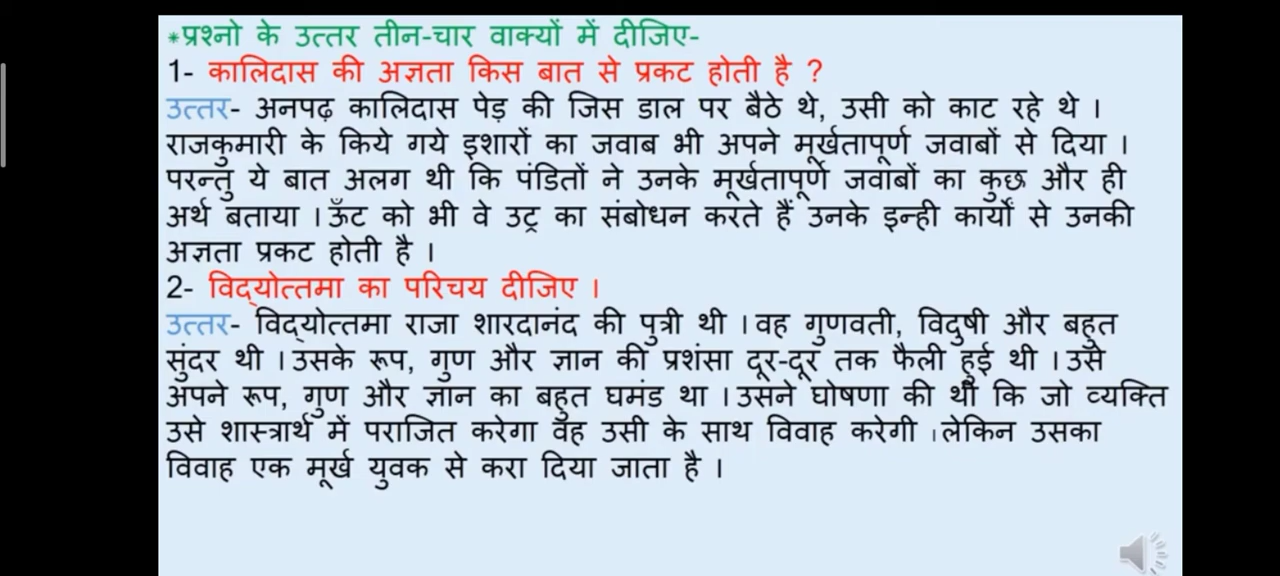 *प्रश्नो के उत्तर तीन-चार वाक्यों में दीजिए-
1- कालिदास की अज्ञता किस बात से प्रकट होती है ?
उत्तर- अनपढ़ कालिदास पेड़ की जिस डाल पर बैठे थे, उसी को काट रहे थे ।
राजकुमारी के किये गये इशारों का जवाब भी अपने मूर्खतापूर्ण जवाबों से दिया ।
परन्तु ये बात अलग थी कि पंडितों ने उनके मूर्खतापूर्ण जवाबों का कुछ और ही
अर्थ बताया ।ऊँट को भी वे उट्र का संबोधन करते हैं उनके इन्ही कार्यों से उनकी
अज्ञता प्रकट होती है ।
2- विद्योत्तमा का परिचय दीजिए ।
उत्तर- विद्योत्तमा राजा शारदानंद की पुत्री थी ।वह गुणवती, विदुषी और बहुत
सुंदर थी ।उसके रूप, गुण और ज्ञान की प्रशंसा दूर-दूर तक फैली हुई थी ।उसे
अपने रूप, गुण और ज्ञान का बहुत घमंड था ।उसने घोषणा की थी कि जो व्यक्ति
उसे शास्त्रार्थ में पराजित करेगा वह उसी के साथ विवाह करेगी ।लेकिन उसका
विवाह एक मूर्ख युवक से करा दिया जाता है ।